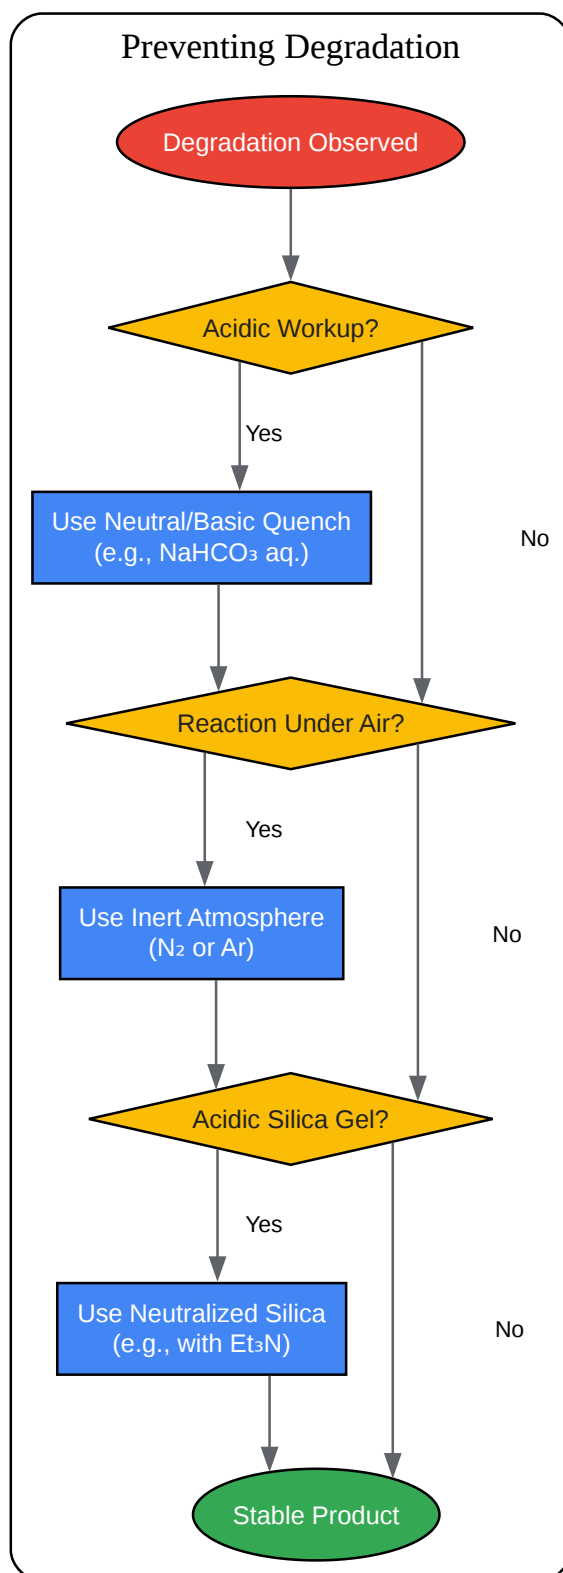 Preventing Degradation
Degradation Observed
Acidic Workup?
Yes
Use Neutral/Basic Quench
(e.g., NaHCO₃ aq.)
No
Reaction Under Air?
Yes
Use Inert Atmosphere
(N₂ or Ar)
No
Acidic Silica Gel?
Yes
Use Neutralized Silica
(e.g., with Et₃N)
No
Stable Product